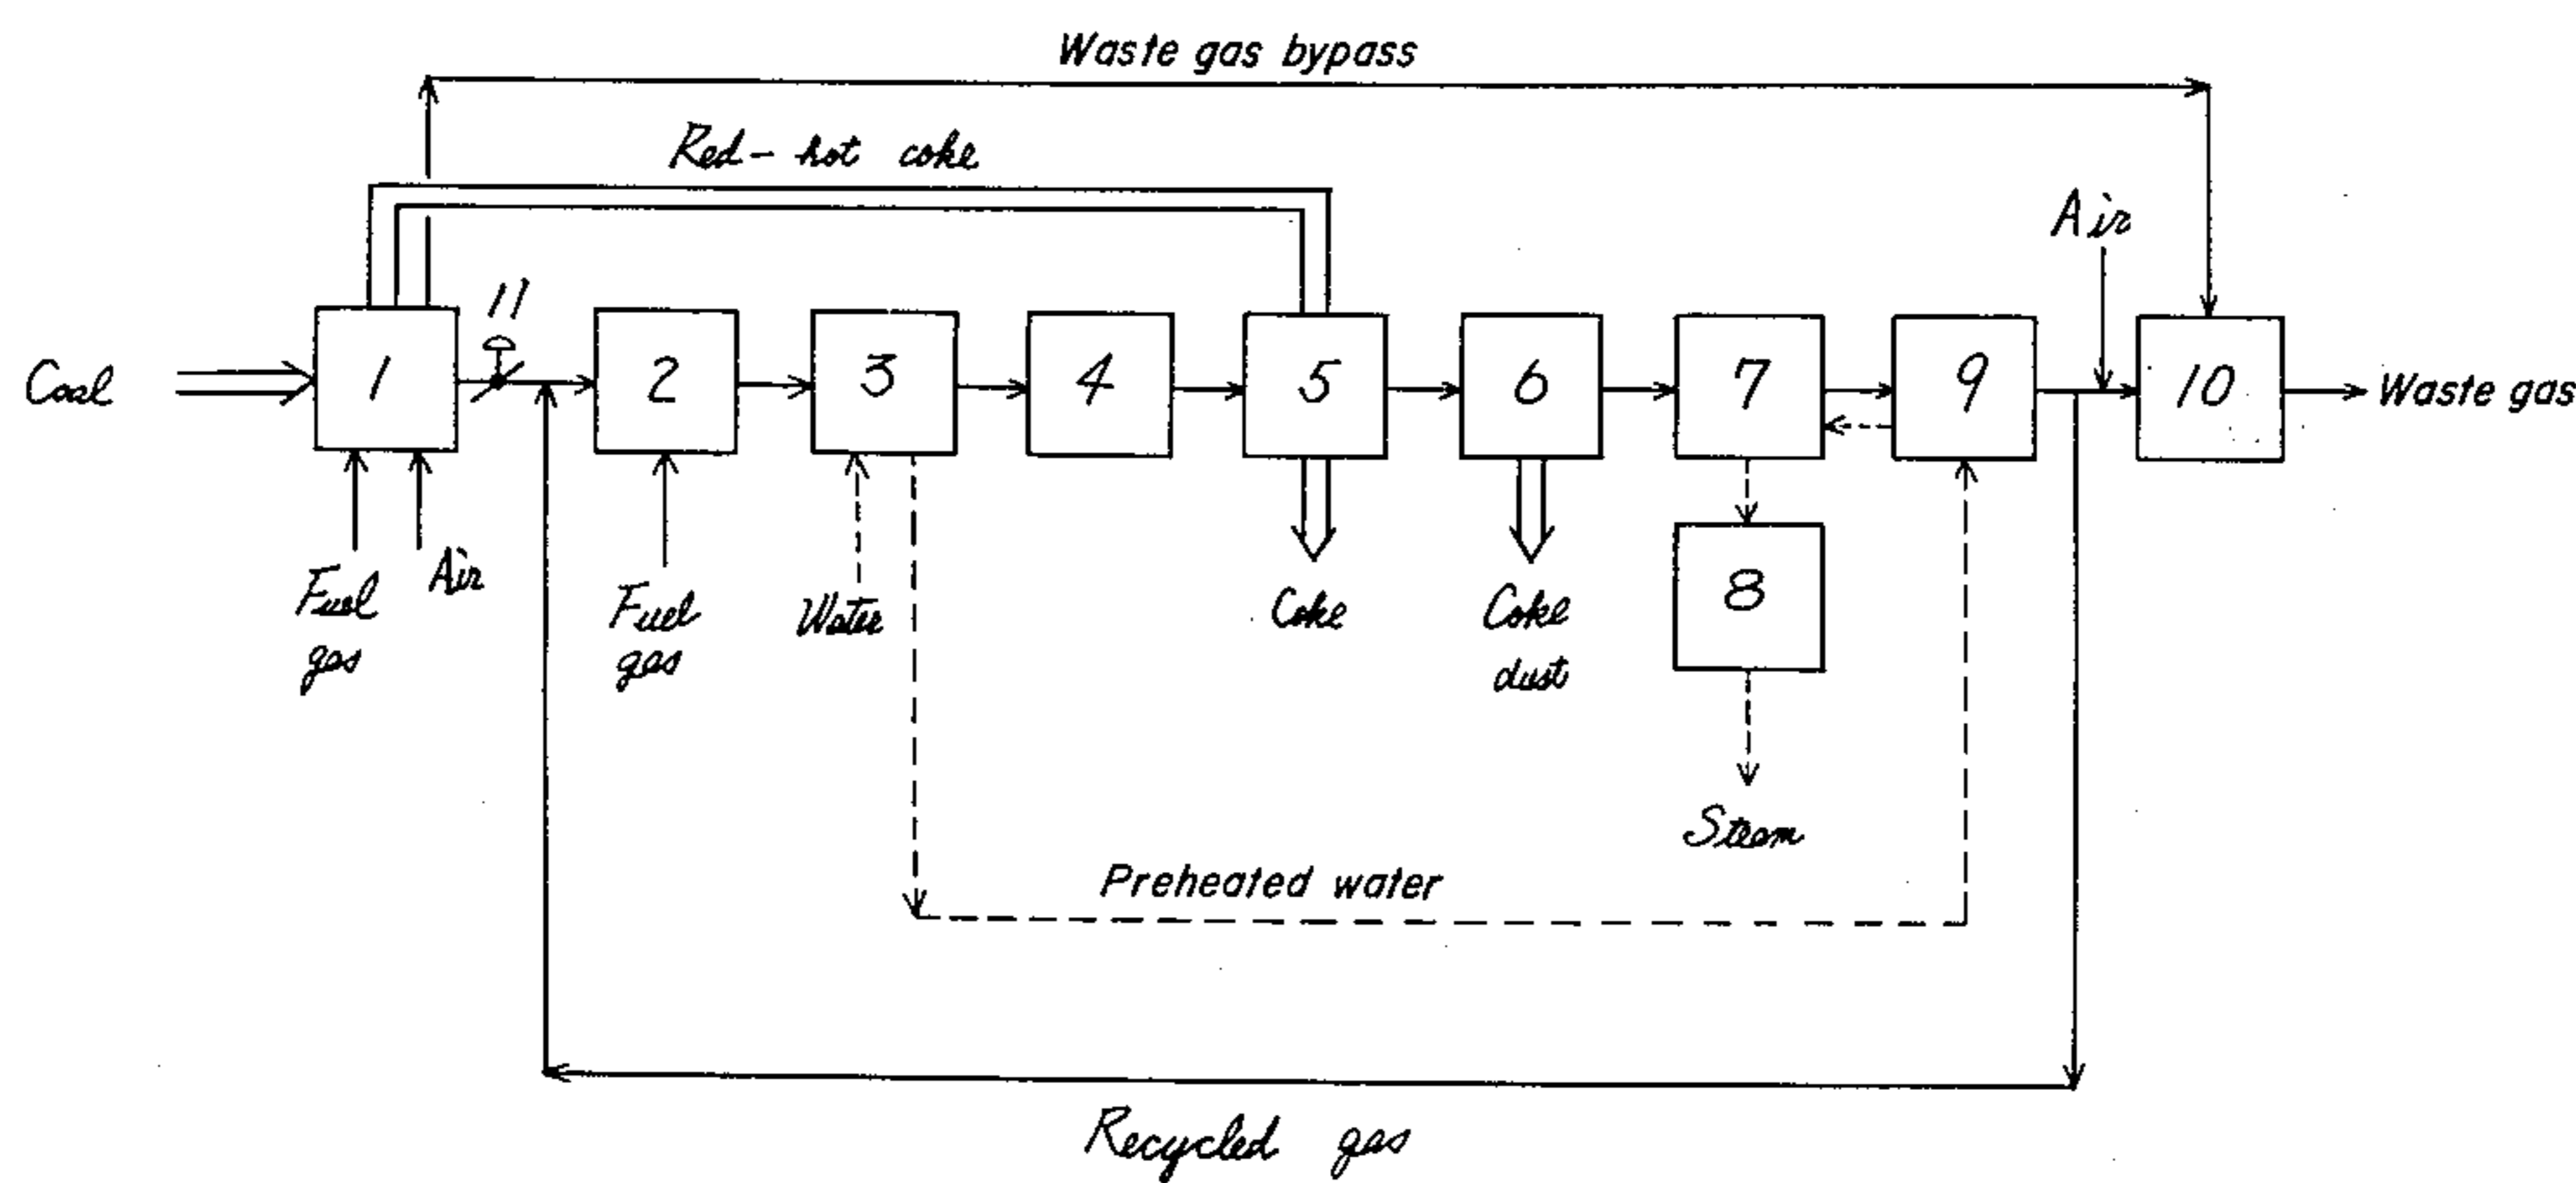 Waste gas bypass
Red-hot coke
Air
11
Coal
1
2
3
4
5
6
7
9
10
Waste gas
Fuel
gas
Air
Fuel
gas
Water
Coke
Coke
dust
8
Steam
Preheated water
Recycled gas